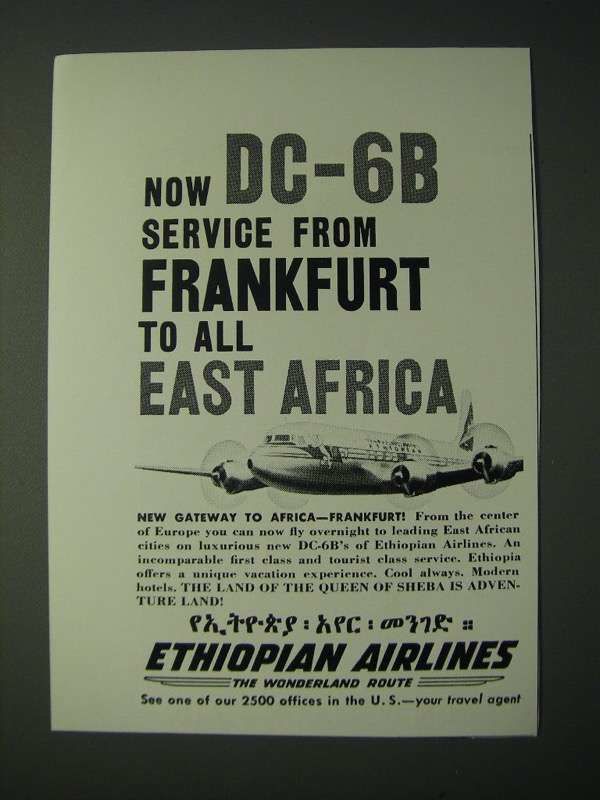 NOW DC-6B
SERVICE FROM
FRANKFURT
TO ALL
EAST AFRICA
ETHIOPIAN
NEW GATEWAY TO AFRICA—FRANKFURT! From the center
of Europe you can now fly overnight to leading East African
cities on luxurious new DC-6B's of Ethiopian Airlines. An
incomparable first class and tourist class service. Ethiopia
offers a unique vacation experience. Cool always. Modern
hotels. THE LAND OF THE QUEEN OF SHEBA IS ADVEN-
TURE LAND!
የኢትዮጵያ ፡ አየር ፡ መንገድ ።
ETHIOPIAN AIRLINES
THE WONDERLAND ROUTE
See one of our 2500 offices in the U. S.—your travel agent